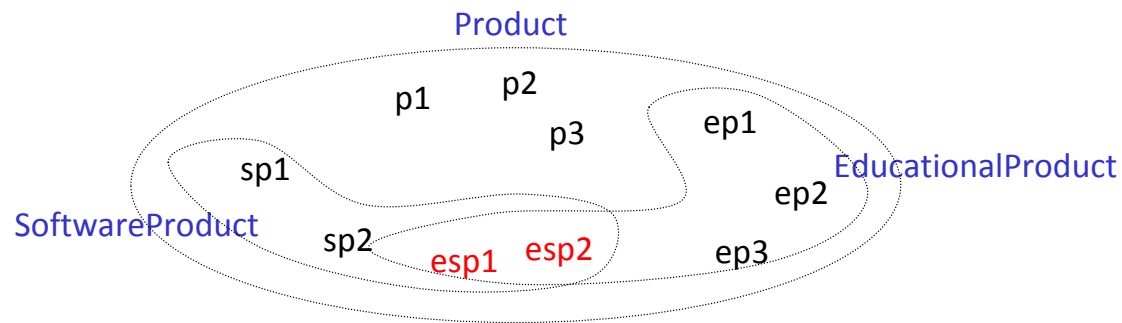 Product
p1
p2
p3
ep1
sp1
EducationalProduct
ep2
SoftwareProduct
sp2
esp1
esp2
ep3